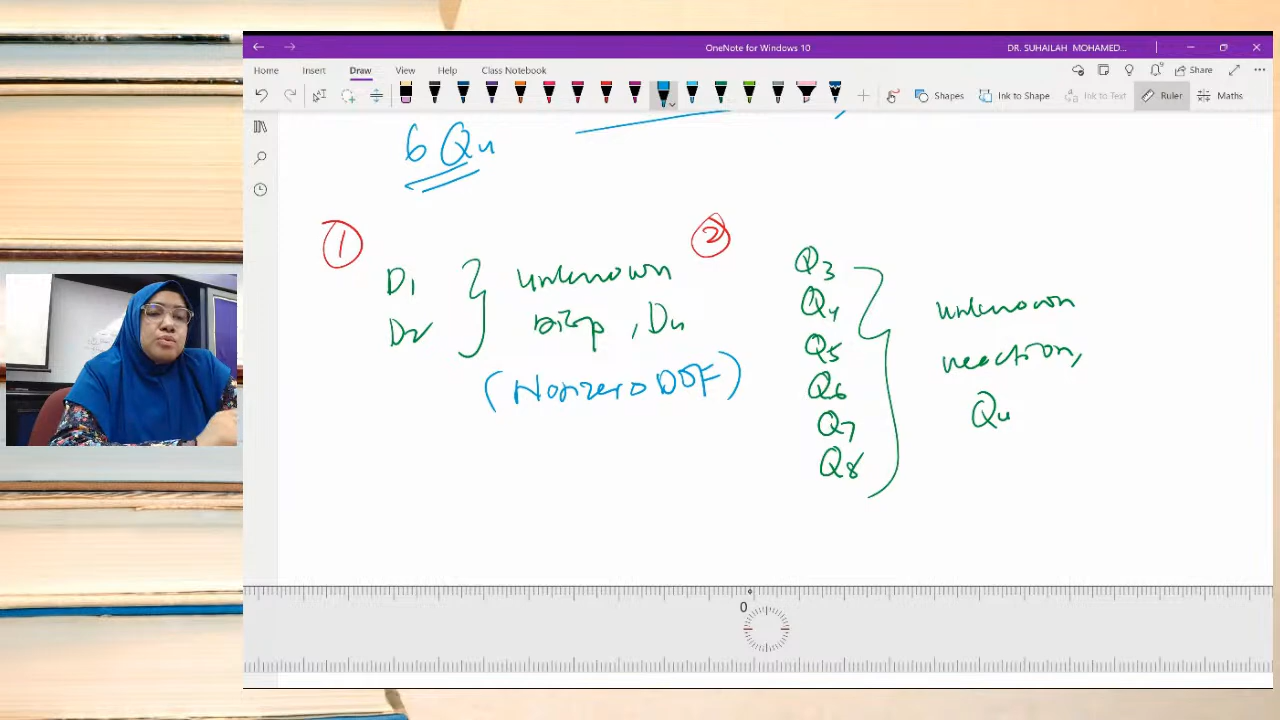 OneNote for Windows 10
DR. SUHAILAH MOHAMED...
Home Insert Draw View Help Class Notebook
Share
Shapes
Ink to Shape
Ink to Text
Ruler
Maths
6 Qu
1
D1
D2
unknown
Disp, Du
(Nonzero DOF)
2
Q3
Q4
Q5
Q6
Q7
Q8
unknown
reaction,
Qu
0